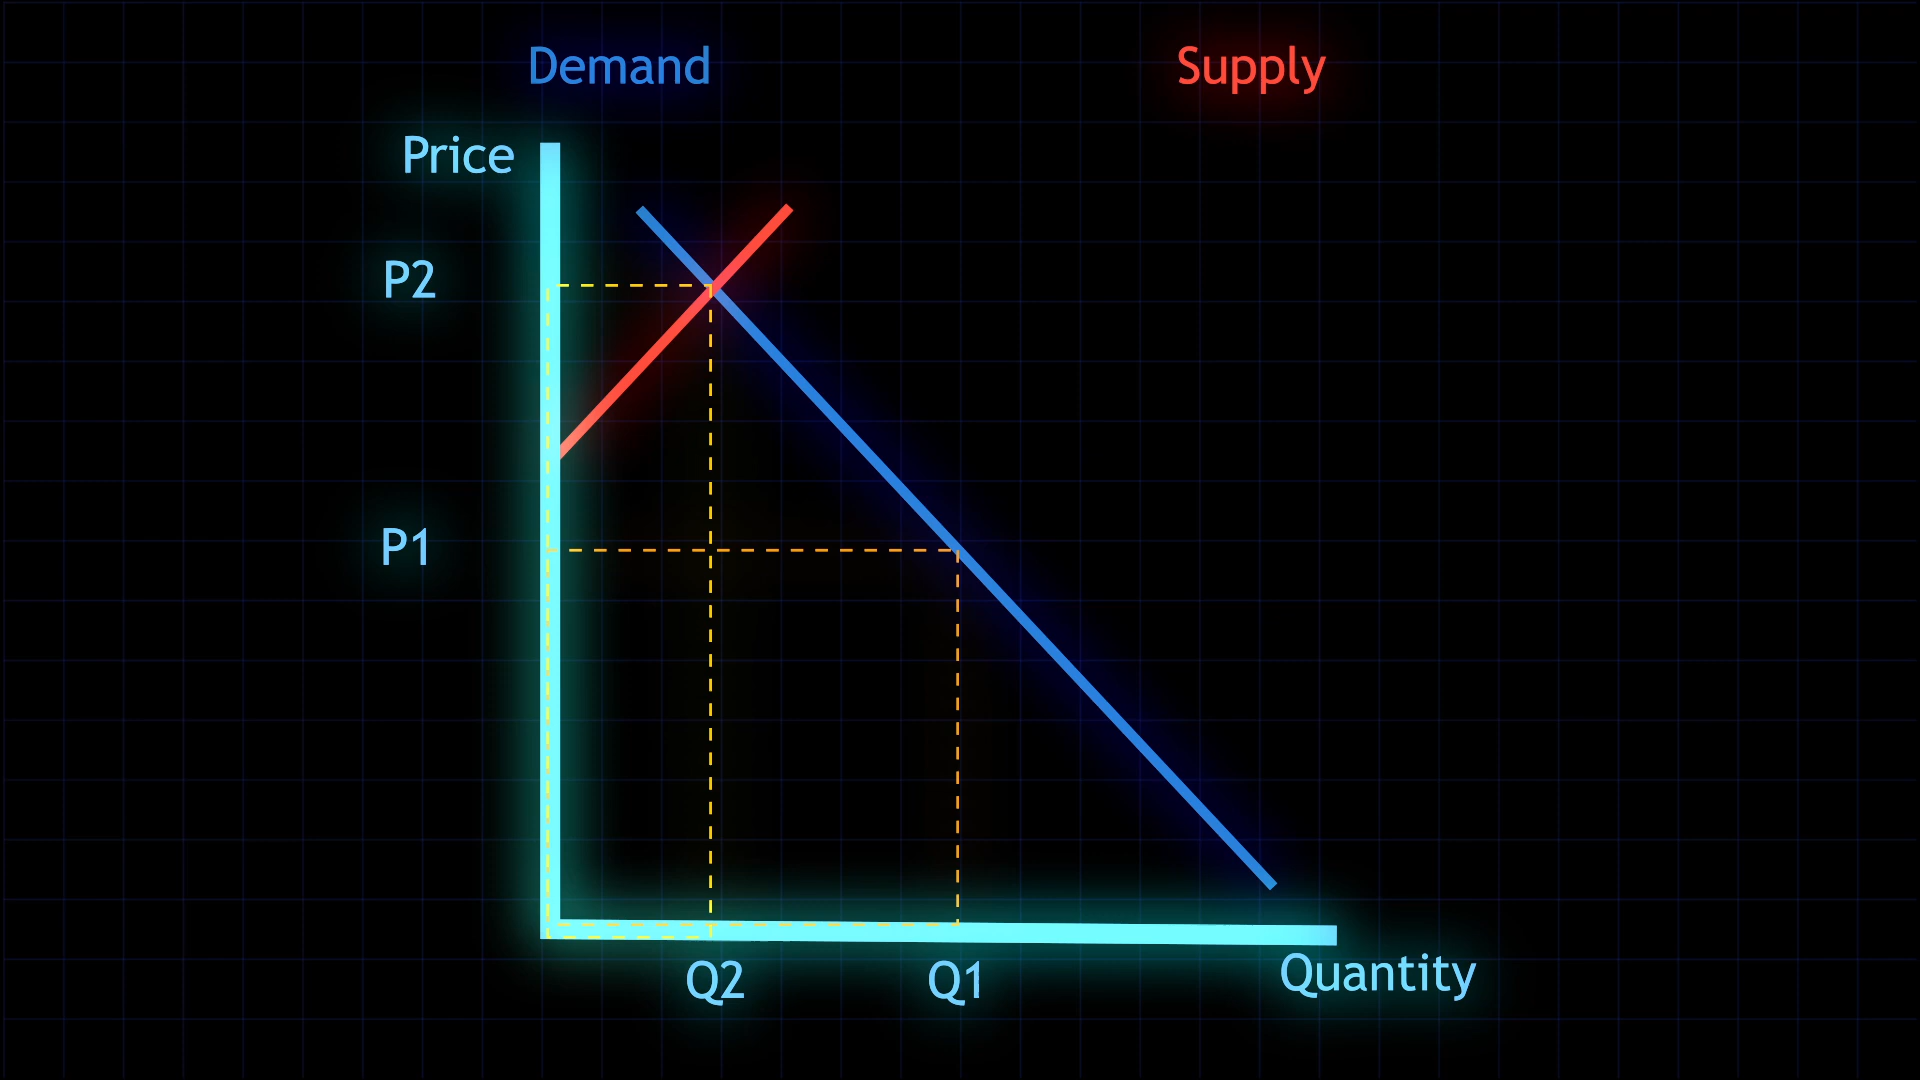 Demand
Supply
Price
P2
P1
Q2
Q1
Quantity